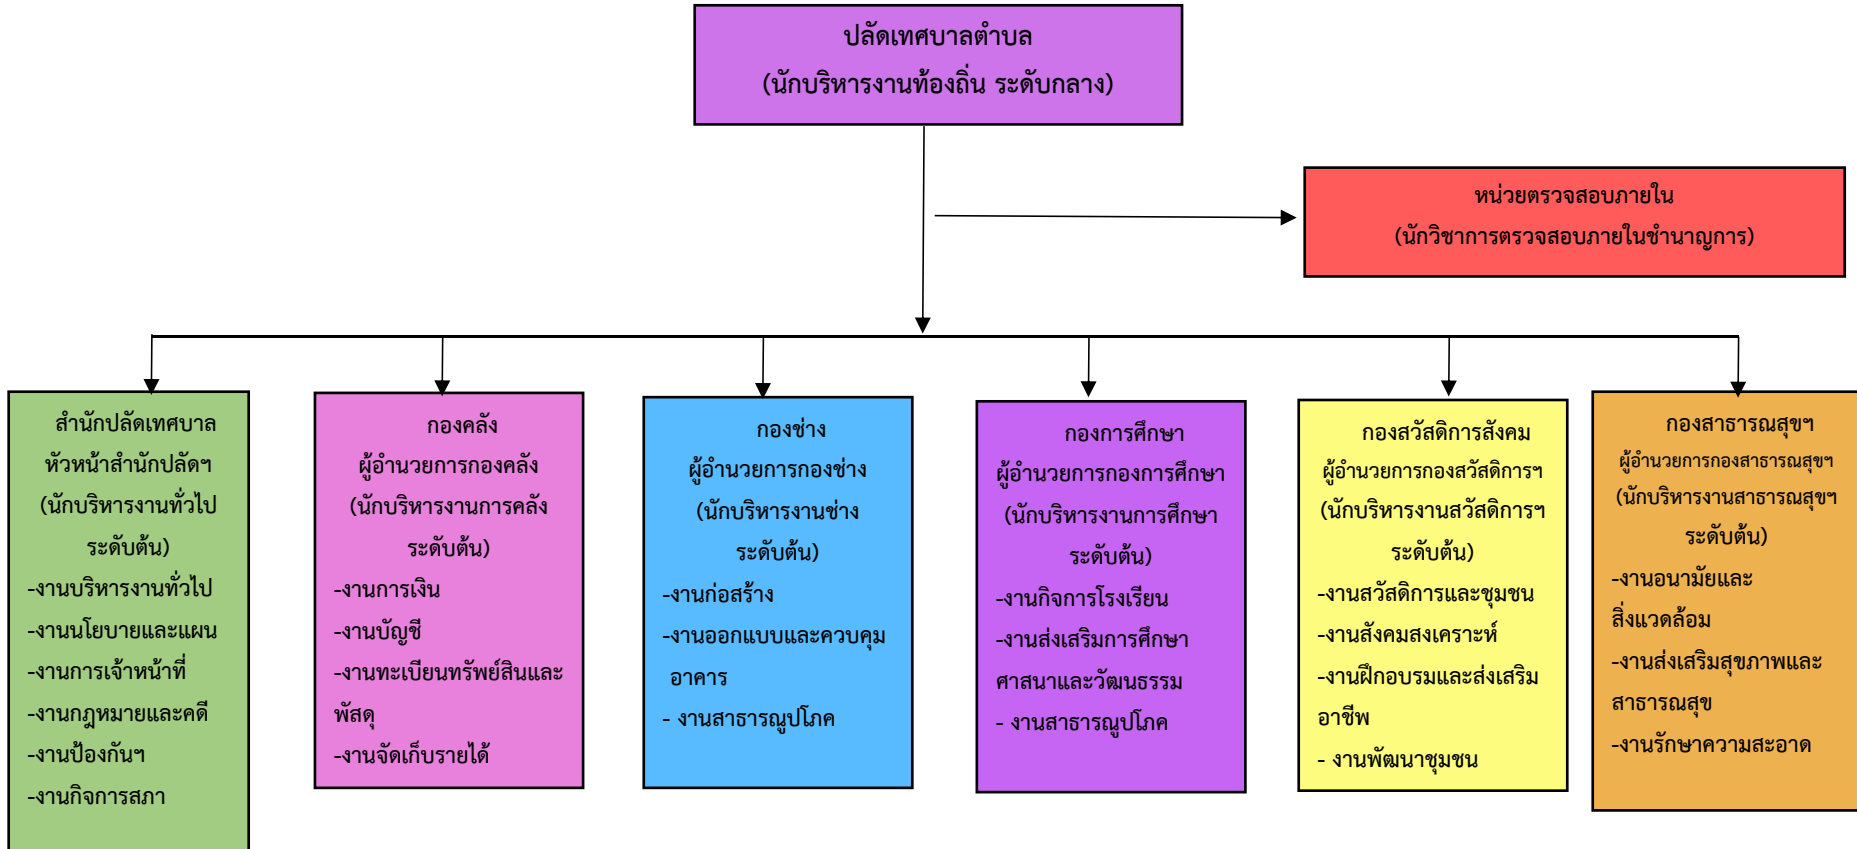 ปลัดเทศบาลตำบล
(นักบริหารงานท้องถิ่น ระดับกลาง)
หน่วยตรวจสอบภายใน
(นักวิชาการตรวจสอบภายในชำนาญการ)
สำนักปลัดเทศบาล
หัวหน้าสำนักปลัดฯ
(นักบริหารงานทั่วไป
ระดับต้น)
-งานบริหารงานทั่วไป
-งานนโยบายและแผน
-งานการเจ้าหน้าที่
-งานกฎหมายและคดี
-งานป้องกันฯ
-งานกิจการสภา
กองคลัง
ผู้อำนวยการกองคลัง
(นักบริหารงานการคลัง
ระดับต้น)
-งานการเงิน
-งานบัญชี
-งานทะเบียนทรัพย์สินและ
พัสดุ
-งานจัดเก็บรายได้
กองช่าง
ผู้อำนวยการกองช่าง
(นักบริหารงานช่าง
ระดับต้น)
-งานก่อสร้าง
-งานออกแบบและควบคุม
อาคาร
- งานสาธารณูปโภค
กองการศึกษา
ผู้อำนวยการกองการศึกษา
(นักบริหารงานการศึกษา
ระดับต้น)
-งานกิจการโรงเรียน
-งานส่งเสริมการศึกษา
ศาสนาและวัฒนธรรม
- งานสาธารณูปโภค
กองสวัสดิการสังคม
ผู้อำนวยการกองสวัสดิการฯ
(นักบริหารงานสวัสดิการฯ
ระดับต้น)
-งานสวัสดิการและชุมชน
-งานสังคมสงเคราะห์
-งานฝึกอบรมและส่งเสริม
อาชีพ
- งานพัฒนาชุมชน
กองสาธารณสุขฯ
ผู้อำนวยการกองสาธารณสุขฯ
(นักบริหารงานสาธารณสุขฯ
ระดับต้น)
-งานอนามัยและ
สิ่งแวดล้อม
-งานส่งเสริมสุขภาพและ
สาธารณสุข
-งานรักษาความสะอาด